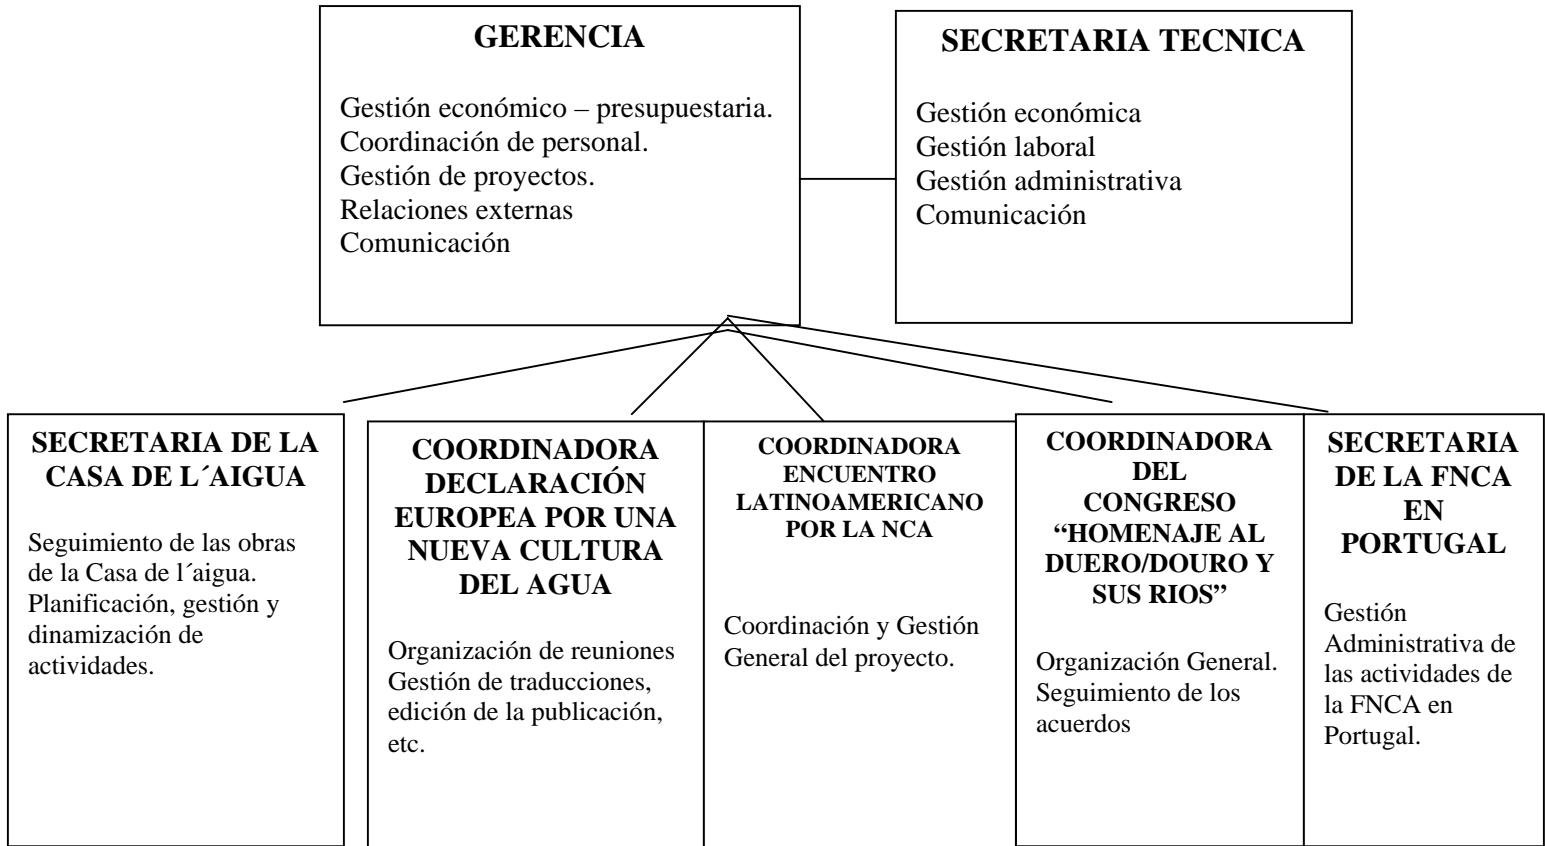 GERENCIA
Gestión económico – presupuestaria.
Coordinación de personal.
Gestión de proyectos.
Relaciones externas
Comunicación
SECRETARIA TECNICA
Gestión económica
Gestión laboral
Gestión administrativa
Comunicación
SECRETARIA DE LA
CASA DE L´AIGUA
Seguimiento de las obras
de la Casa de l´aigua.
Planificación, gestión y
dinamización de
actividades.
COORDINADORA
DECLARACIÓN
EUROPEA POR UNA
NUEVA CULTURA
DEL AGUA
Organización de reuniones
Gestión de traducciones,
edición de la publicación,
etc.
COORDINADORA
ENCUENTRO
LATINOAMERICANO
POR LA NCA
Coordinación y Gestión
General del proyecto.
COORDINADORA
DEL
CONGRESO
“HOMENAJE AL
DUERO/DOURO Y
SUS RIOS”
Organización General.
Seguimiento de los
acuerdos
SECRETARIA
DE LA FNCA
EN
PORTUGAL
Gestión
Administrativa de
las actividades de
la FNCA en
Portugal.